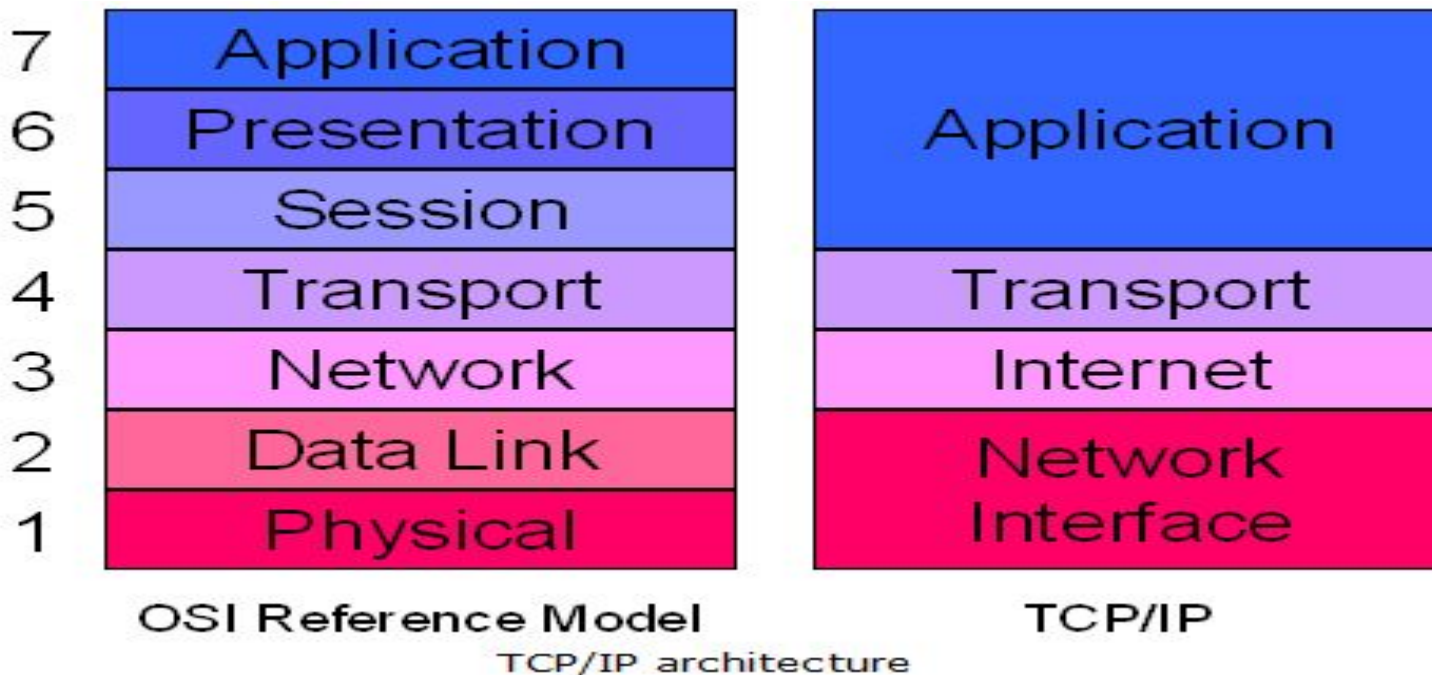 7 Application
6 Presentation
5 Session
4 Transport
3 Network
2 Data Link
1 Physical
OSI Reference Model
Application
Transport
Internet
Network
Interface
TCP/IP
TCP/IP architecture